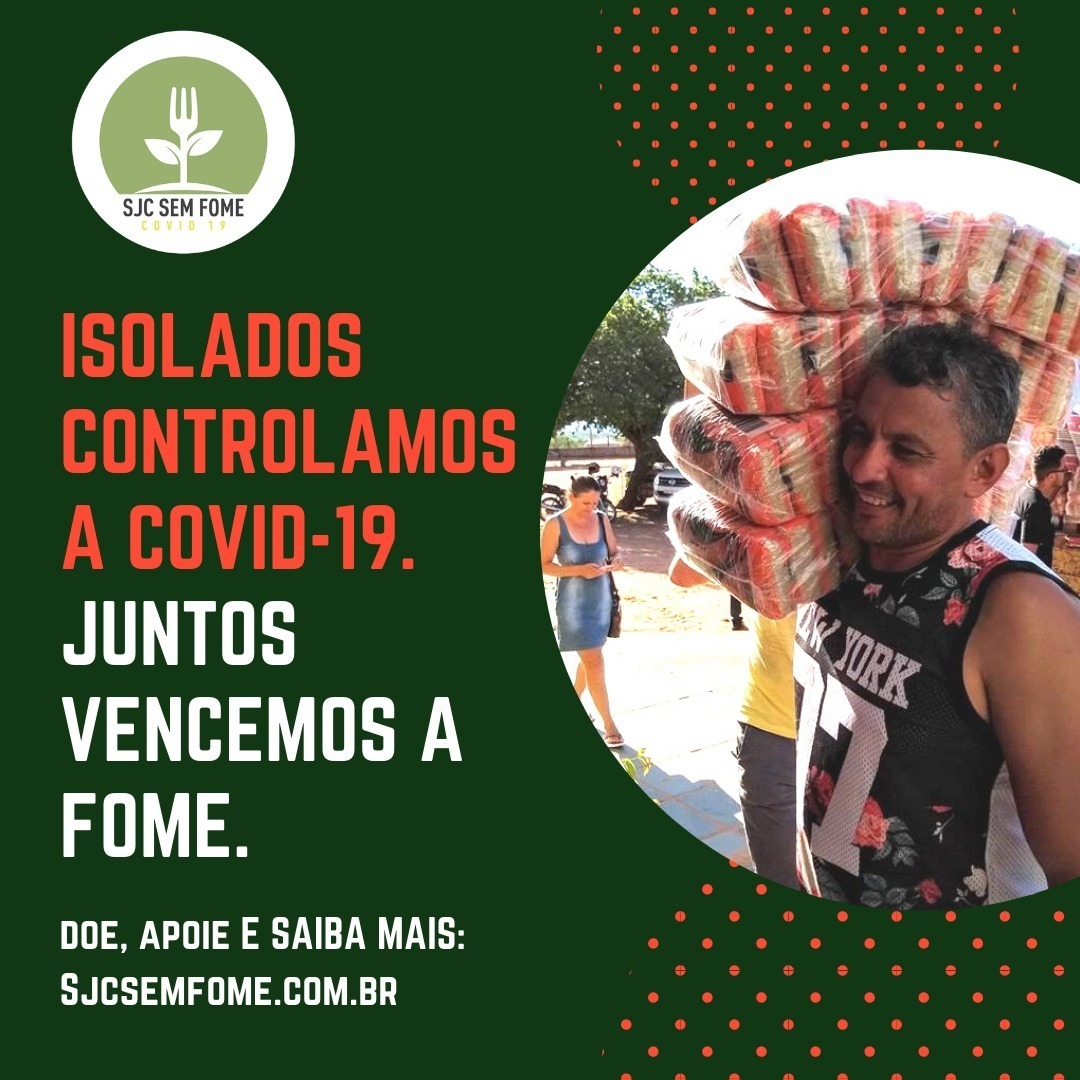 SJC SEM FOME
COVID 19
ISOLADOS
CONTROLAMOS
A COVID-19.
JUNTOS
VENCEMOS A
FOME.
DOE, APOIE E SAIBA MAIS:
SJCSEMFOME.COM.BR
YORK